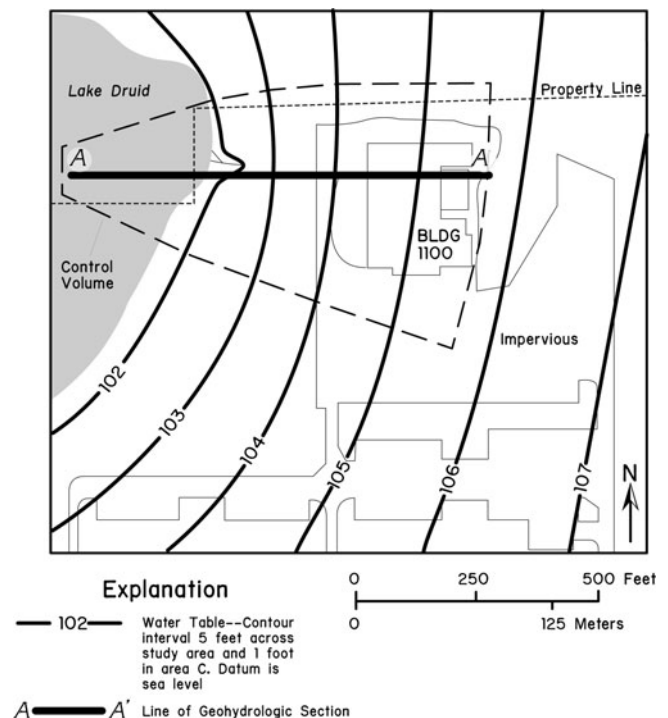 Lake Druid
Property Line
A
A
BLDG
1100
Control
Volume
Impervious
102
103
104
105
106
107
N
Explanation
102
Water Table--Contour
interval 5 feet across
study area and 1 foot
in area C. Datum is
sea level
A A' Line of Geohydrologic Section
0 250 500 Feet
0 125 Meters